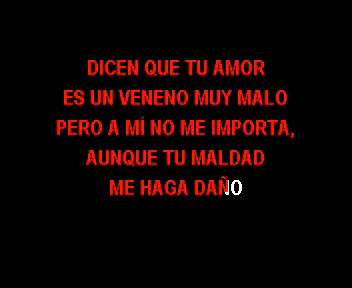 DICEN QUE TU AMOR
ES UN VENENO MUY MALO
PERO A MÍ NO ME IMPORTA,
AUNQUE TU MALDAD
ME HAGA DAÑO